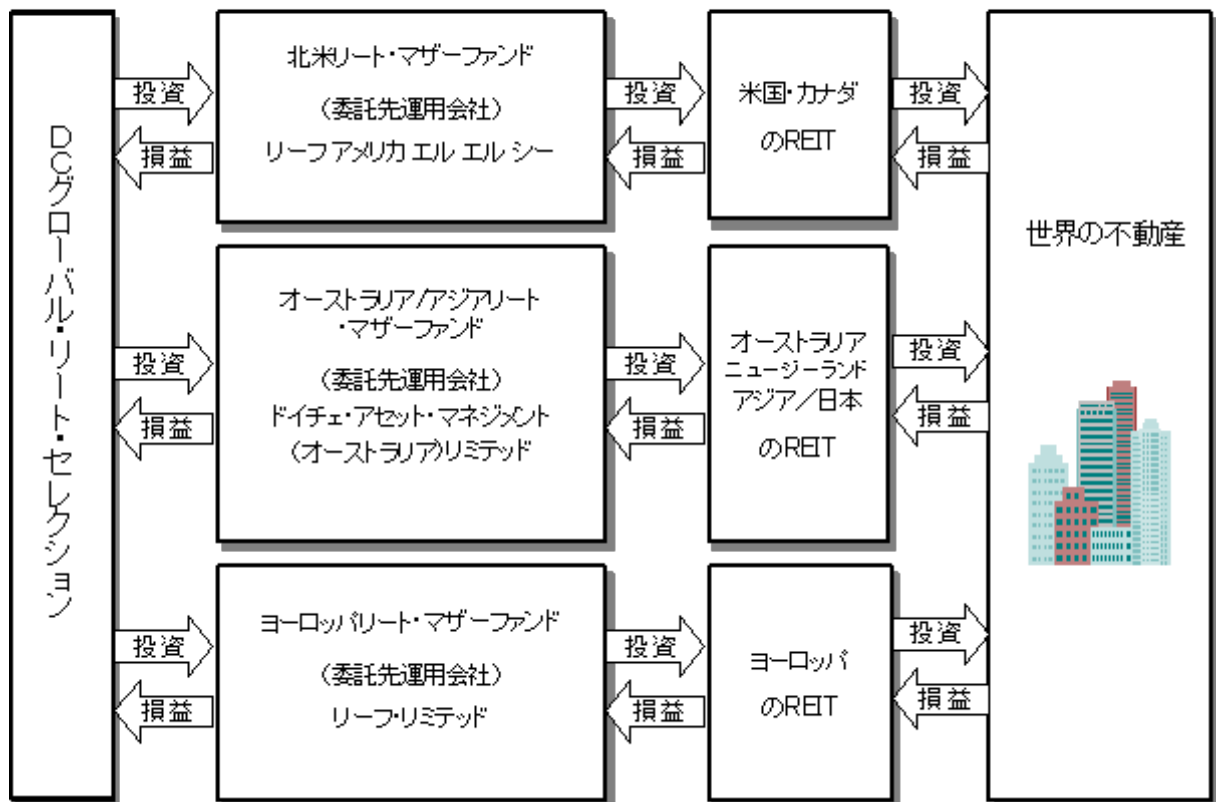 DCグローバル・リート・セレクション
投資
損益
北米リート・マザーファンド
(委託先運用会社)
リーフ アメリカ エル エル シー
投資
損益
米国・カナダ
のREIT
投資
損益
投資
損益
オーストラリア/アジアリート
・マザーファンド
(委託先運用会社)
ドイチェ・アセット・マネジメント
(オーストラリア)リミテッド
投資
損益
オーストラリア
ニュージーランド
アジア/日本
のREIT
投資
損益
投資
損益
ヨーロッパリート・マザーファンド
(委託先運用会社)
リーフ・リミテッド
投資
損益
ヨーロッパ
のREIT
投資
損益
世界の不動産